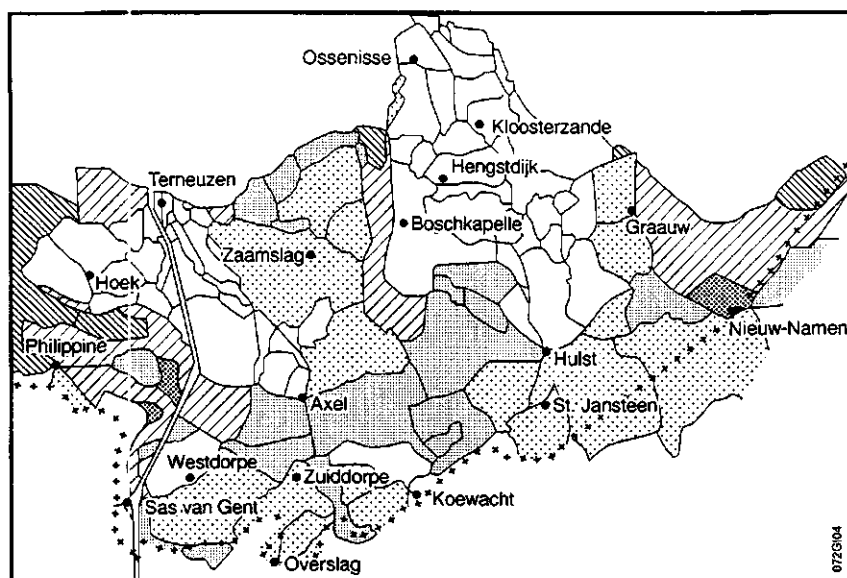 Ossenisse
Kloosterzande
Hengstdijk
Terneuzen
Boschkapelle
Graauw
Zaamslag
Hoek
Nieuw-Namen
Philippine
Hulst
Axel
St. Jansteen
Westdorpe
Zuiddorpe
Koewacht
Sas van Gent
Overslag
072GI04